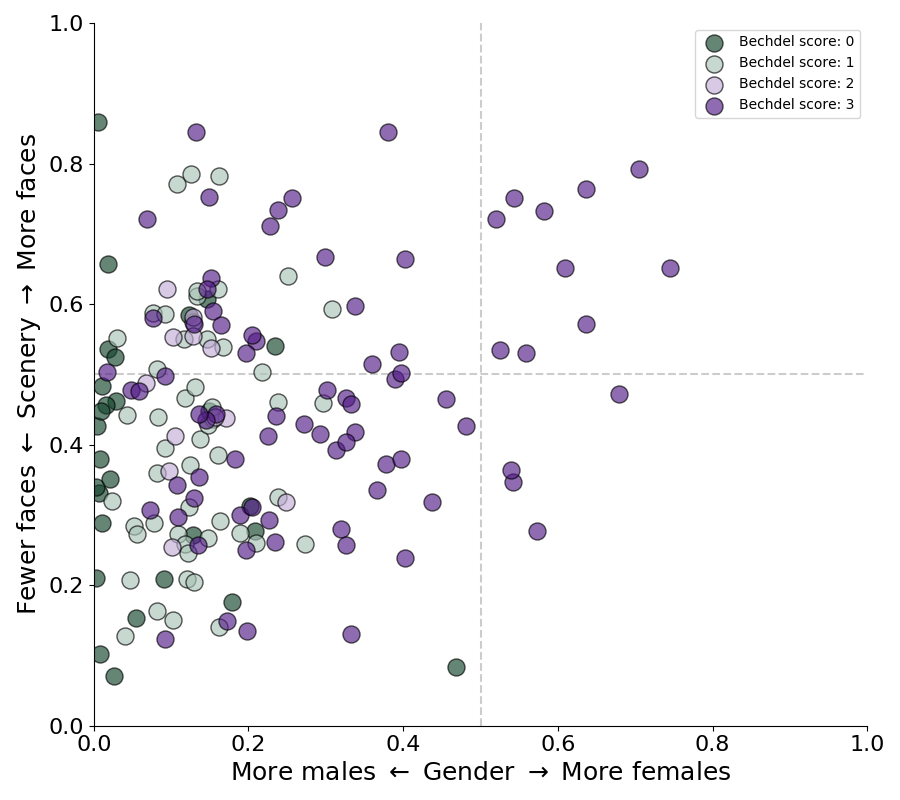 1.0
0.8
0.6
0.4
0.2
0.0
Fewer faces ← Scenery → More faces
0.0 0.2 0.4 0.6 0.8 1.0
More males ← Gender → More females
Bechdel score: 0
Bechdel score: 1
Bechdel score: 2
Bechdel score: 3